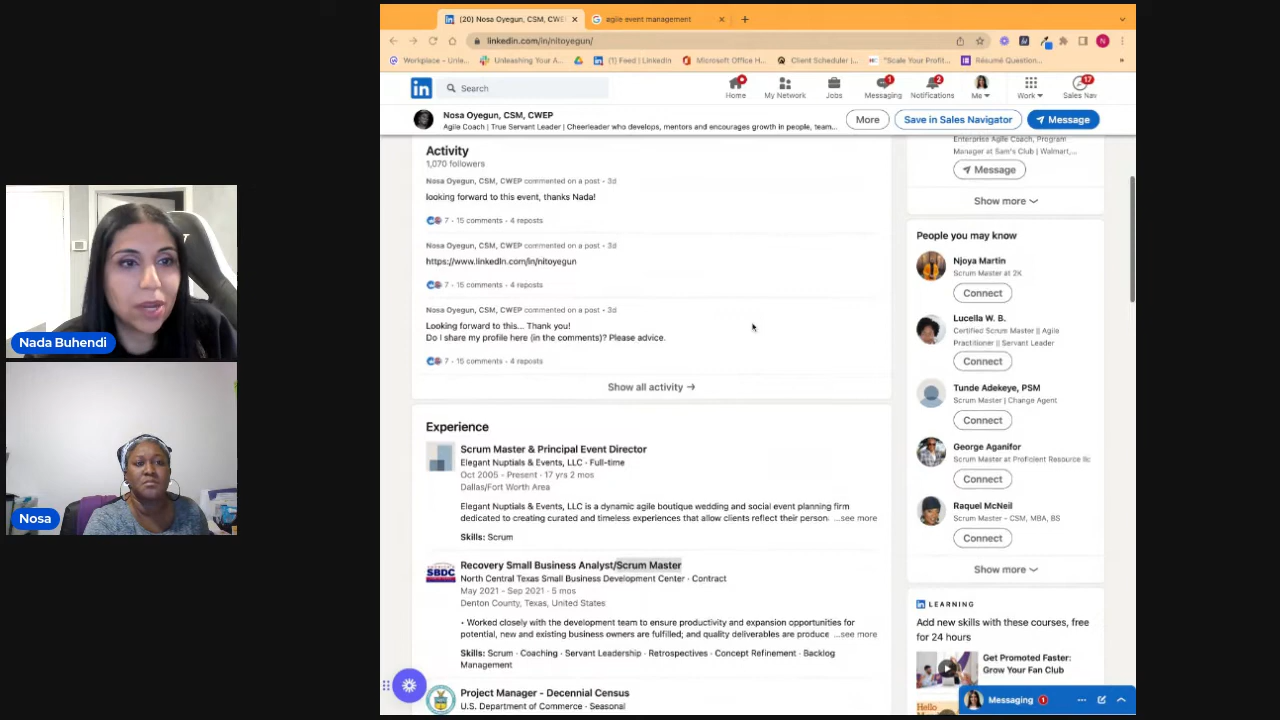 (20) Nosa Oyegun, CSM, CWE
agile event management
linkedin.com/in/nitoyegun/
Workplace - Unle...
Unleashing Your A...
(1) Feed | LinkedIn
Microsoft Office H...
Client Scheduler |...
"Scale Your Profit...
Résumé Question...
Search
Home
My Network
Jobs
1
Messaging
2
Notifications
Me
Work
17
Sales Nav
Nosa Oyegun, CSM, CWEP
Agile Coach | True Servant Leader | Cheerleader who develops, mentors and encourages growth in people, team...
More
Save in Sales Navigator
Message
Activity
1,070 followers
Nosa Oyegun, CSM, CWEP commented on a post • 3d
looking forward to this event, thanks Nada!
7 • 15 comments • 4 reposts
Nosa Oyegun, CSM, CWEP commented on a post • 3d
https://www.linkedin.com/in/nitoyegun
7 • 15 comments • 4 reposts
Nosa Oyegun, CSM, CWEP commented on a post • 3d
Looking forward to this... Thank you!
Do I share my profile here (in the comments)? Please advice.
7 • 15 comments • 4 reposts
Show all activity →
Experience
Scrum Master & Principal Event Director
Elegant Nuptials & Events, LLC · Full-time
Oct 2005 - Present · 17 yrs 2 mos
Dallas/Fort Worth Area
Elegant Nuptials & Events, LLC is a dynamic agile boutique wedding and social event planning firm
dedicated to creating curated and timeless experiences that allow clients reflect their person ...see more
Skills: Scrum
SBDC
Recovery Small Business Analyst/Scrum Master
North Central Texas Small Business Development Center · Contract
May 2021 - Sep 2021 · 5 mos
Denton County, Texas, United States
• Worked closely with the development team to ensure productivity and expansion opportunities for
potential, new and existing business owners are fulfilled; and quality deliverables are produce ...see more
Skills: Scrum · Coaching · Servant Leadership · Retrospectives · Concept Refinement · Backlog
Management
Project Manager - Decennial Census
U.S. Department of Commerce · Seasonal
Enterprise Agile Coach, Program
Manager at Sam's Club | Walmart,...
Message
Show more
People you may know
Njoya Martin
Scrum Master at 2K
Connect
Lucella W. B.
Certified Scrum Master || Agile
Practitioner || Servant Leader
Connect
Tunde Adekeye, PSM
Scrum Master | Change Agent
Connect
George Aganifor
Scrum Master at Proficient Resource llc
Connect
Raquel McNeil
Scrum Master – CSM, MBA, BS
Connect
Show more
in LEARNING
Add new skills with these courses, free
for 24 hours
Get Promoted Faster:
Grow Your Fan Club
Hello
Messaging 1
Nada Buhendi
Nosa